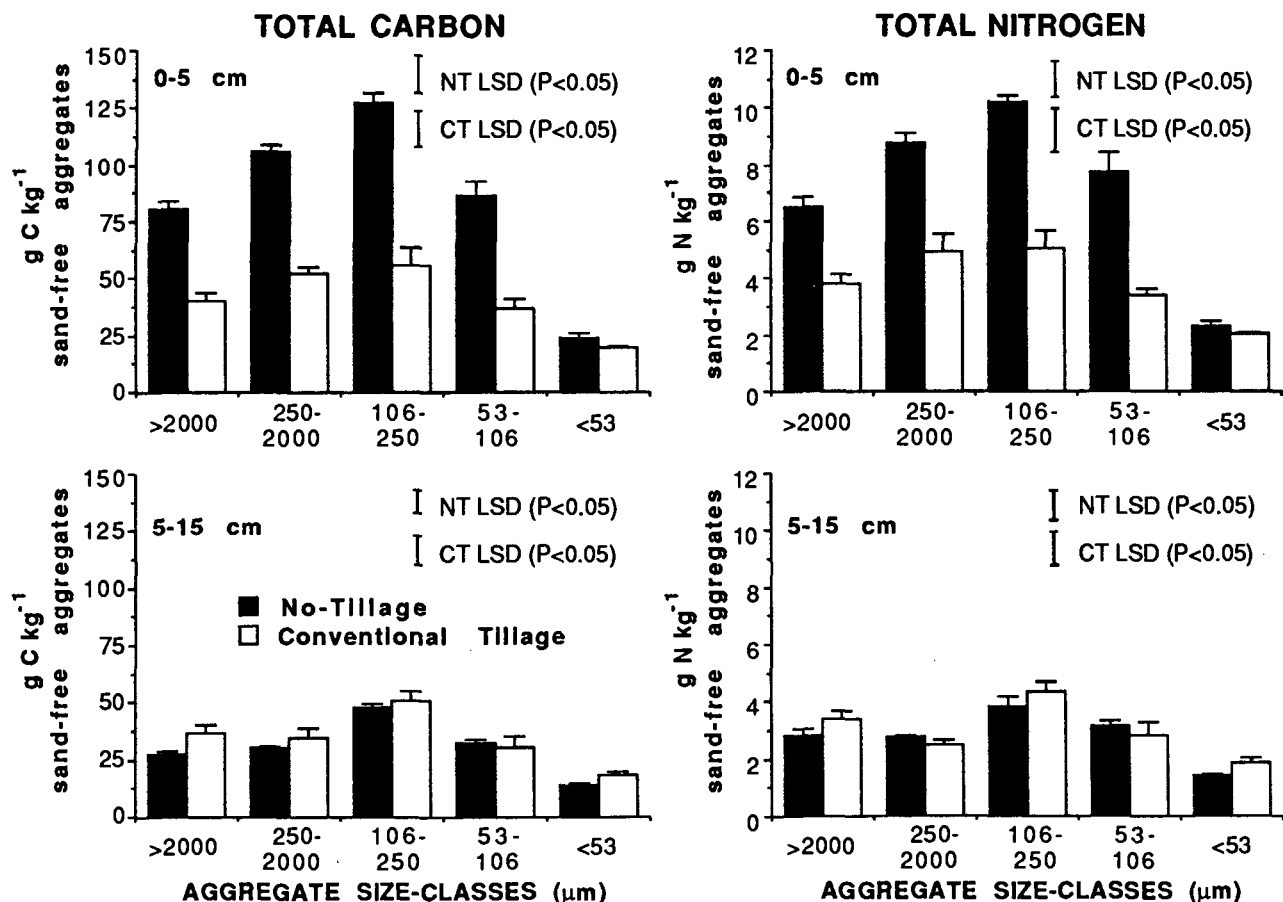 TOTAL CARBON
g C kg-1
sand-free aggregates
150
125
100
75
50
25
0
0-5 cm
NT LSD (P<0.05)
CT LSD (P<0.05)
>2000
250-
2000
106-
250
53-
106
<53
TOTAL NITROGEN
g N kg-1
sand-free aggregates
12
10
8
6
4
2
0
0-5 cm
NT LSD (P<0.05)
CT LSD (P<0.05)
>2000
250-
2000
106-
250
53-
106
<53
g C kg-1
sand-free aggregates
150
125
100
75
50
25
0
5-15 cm
NT LSD (P<0.05)
CT LSD (P<0.05)
No-Tillage
Conventional Tillage
>2000
250-
2000
106-
250
53-
106
<53
AGGREGATE SIZE-CLASSES (µm)
g N kg-1
sand-free aggregates
12
10
8
6
4
2
0
5-15 cm
NT LSD (P<0.05)
CT LSD (P<0.05)
>2000
250-
2000
106-
250
53-
106
<53
AGGREGATE SIZE-CLASSES (µm)